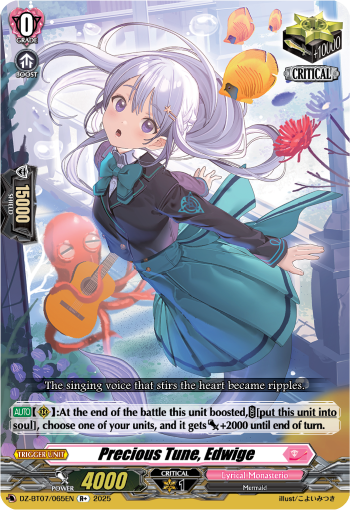 0
GRADE
BOOST
+10000
CRITICAL
15000
SHIELD
The singing voice that stirs the heart became ripples.
AUTO【 】:At the end of the battle this unit boosted, [put this unit into
soul], choose one of your units, and it gets +2000 until end of turn.
TRIGGER UNIT
Precious Tune, Edwige
POWER
4000
CRITICAL
1
Lyrical Monasterio
Mermaid
DZ-BT07/065EN R+ 2025
illust/こよいみつき